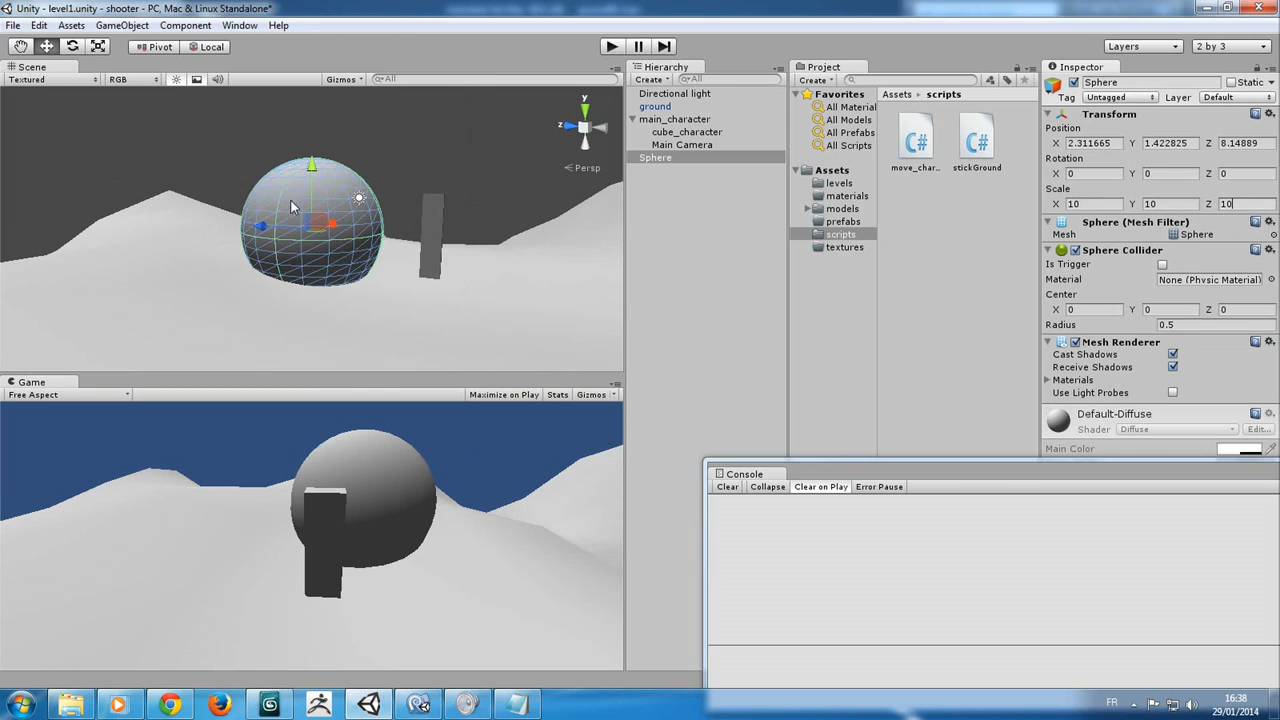 Unity - level1.unity - shooter - PC, Mac & Linux Standalone*
File Edit Assets GameObject Component Window Help
Pivot Local Layers 2 by 3
Scene
Textured RGB Gizmos All
y
z
Persp
Game
Free Aspect Maximize on Play Stats Gizmos
Hierarchy
Create All
Directional light
ground
main_character
cube_character
Main Camera
Sphere
Project
Create
Favorites
All Material
All Models
All Prefabs
All Scripts
Assets
levels
materials
models
prefabs
scripts
textures
Assets scripts
C# C#
move_char... stickGround
Inspector
Sphere Static
Tag Untagged Layer Default
Transform
Position
X 2.311665 Y 1.422825 Z 8.14889
Rotation
X 0 Y 0 Z 0
Scale
X 10 Y 10 Z 10
Sphere (Mesh Filter)
Mesh Sphere
Sphere Collider
Is Trigger
Material None (Physic Material)
Center
X 0 Y 0 Z 0
Radius 0.5
Mesh Renderer
Cast Shadows
Receive Shadows
Materials
Use Light Probes
Default-Diffuse
Shader Diffuse Edit...
Main Color
Console
Clear Collapse Clear on Play Error Pause
FR 16:38
29/01/2014